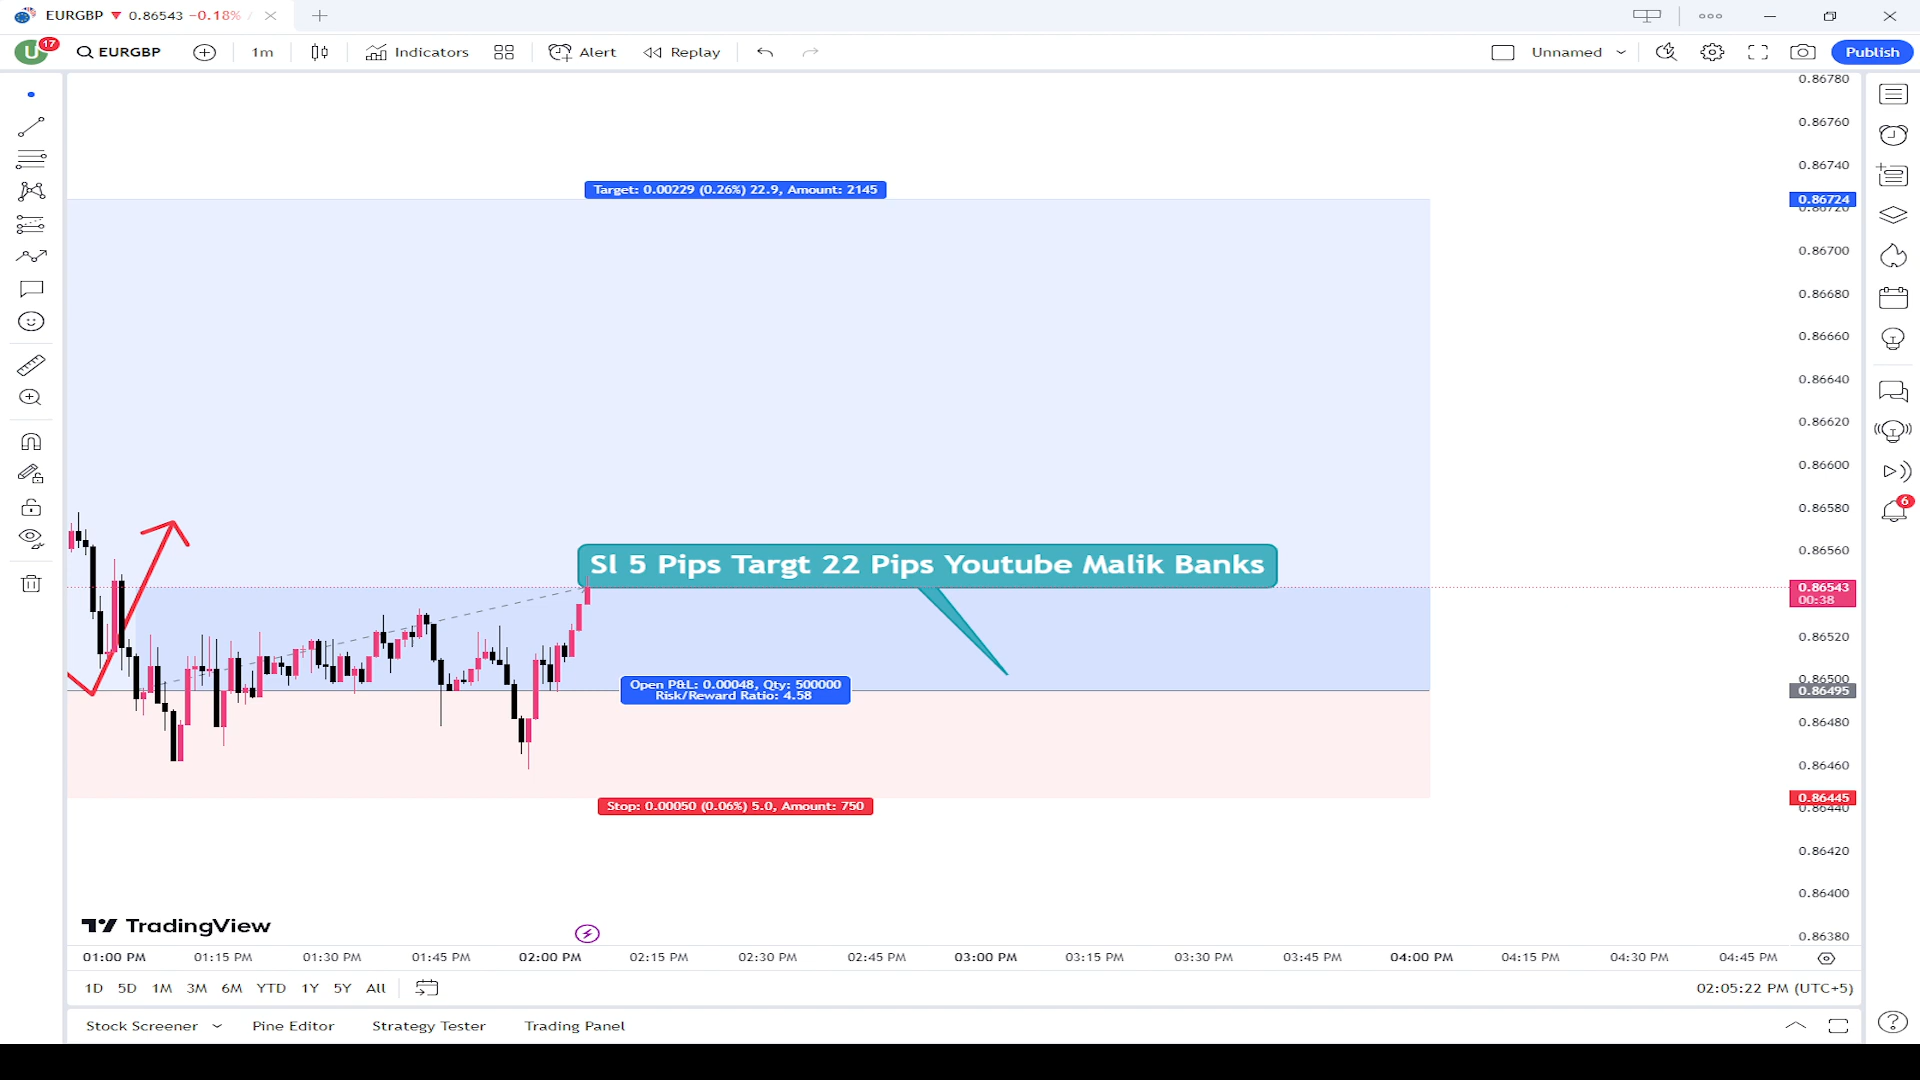 EURGBP ▼ 0.86543 −0.18% /
U 17 EURGBP 1m Indicators Alert Replay Unnamed Publish
0.86780
0.86760
0.86740
Target: 0.00229 (0.26%) 22.9, Amount: 2145
0.86724
0.86720
0.86700
0.86680
0.86660
0.86640
0.86620
0.86600
0.86580
6
0.86560
Sl 5 Pips Targt 22 Pips Youtube Malik Banks
0.86543
00:38
0.86520
0.86500
Open P&L: 0.00048, Qty: 500000
Risk/Reward Ratio: 4.58
0.86495
0.86480
0.86460
0.86445
Stop: 0.00050 (0.06%) 5.0, Amount: 750
0.86440
0.86420
0.86400
TradingView
0.86380
01:00 PM 01:15 PM 01:30 PM 01:45 PM 02:00 PM 02:15 PM 02:30 PM 02:45 PM 03:00 PM 03:15 PM 03:30 PM 03:45 PM 04:00 PM 04:15 PM 04:30 PM 04:45 PM
1D 5D 1M 3M 6M YTD 1Y 5Y All 02:05:22 PM (UTC+5)
Stock Screener Pine Editor Strategy Tester Trading Panel